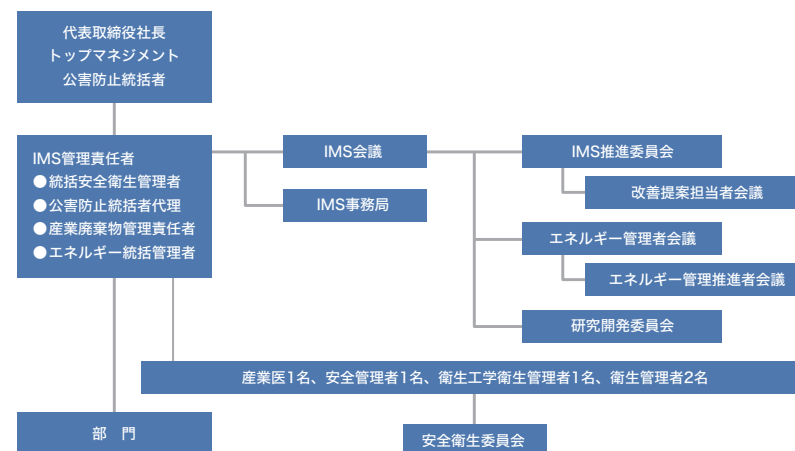 代表取締役社長
トップマネジメント
公害防止統括者
IMS管理責任者
●統括安全衛生管理者
●公害防止統括者代理
●産業廃棄物管理責任者
●エネルギー統括管理者
IMS会議
IMS事務局
IMS推進委員会
改善提案担当者会議
エネルギー管理者会議
エネルギー管理推進者会議
研究開発委員会
産業医1名、安全管理者1名、衛生工学衛生管理者1名、衛生管理者2名
部　門
安全衛生委員会